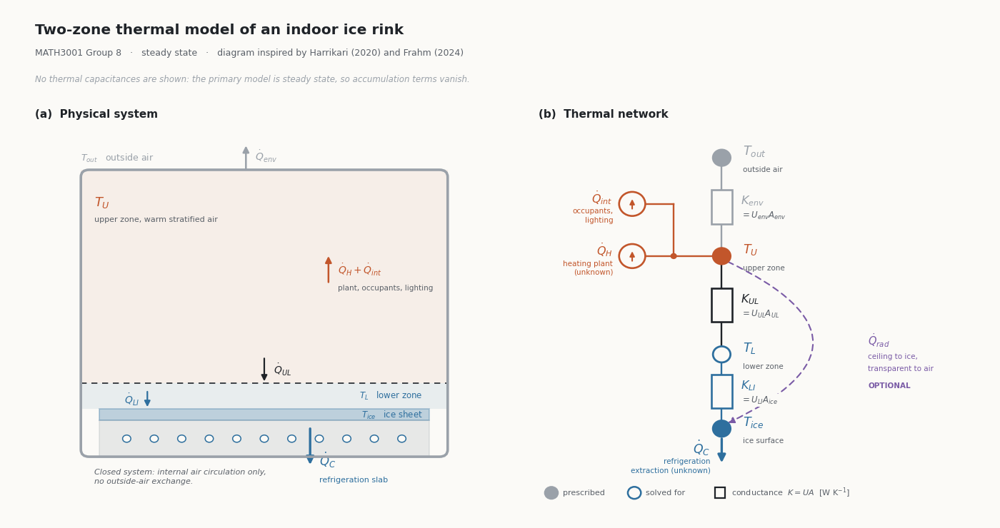 Two-zone thermal model of an indoor ice rink
MATH3001 Group 8 · steady state · diagram inspired by Harrikari (2020) and Frahm (2024)
No thermal capacitances are shown: the primary model is steady state, so accumulation terms vanish.
(a) Physical system
T_out outside air
Q̇_env
T_U
upper zone, warm stratified air
Q̇_H + Q̇_int
plant, occupants, lighting
Q̇_UL
Q̇_LI
T_L lower zone
T_ice ice sheet
Q̇_C
refrigeration slab
Closed system: internal air circulation only,
no outside-air exchange.
(b) Thermal network
T_out
outside air
Q̇_int
occupants,
lighting
K_env
= U_env A_env
Q̇_H
heating plant
(unknown)
T_U
upper zone
K_UL
= U_UL A_UL
Q̇_rad
ceiling to ice,
transparent to air
OPTIONAL
T_L
lower zone
K_LI
= U_LI A_ice
T_ice
ice surface
Q̇_C
refrigeration
extraction (unknown)
prescribed
solved for
conductance K = UA [W K⁻¹]